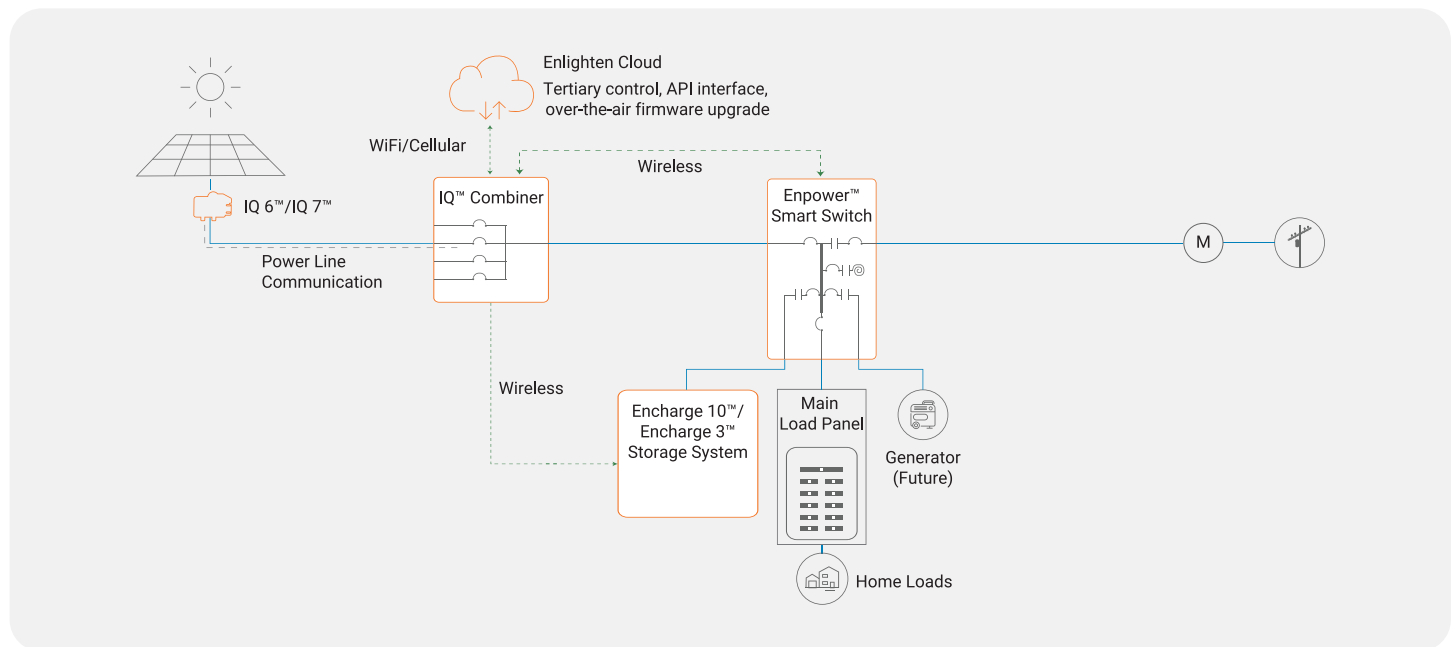 Enlighten Cloud
Tertiary control, API interface,
over-the-air firmware upgrade
WiFi/Cellular
Wireless
IQ™ Combiner
Enpower™
Smart Switch
IQ 6™/IQ 7™
M
Power Line
Communication
Wireless
Encharge 10™/
Encharge 3™
Storage System
Main
Load Panel
Generator
(Future)
Home Loads